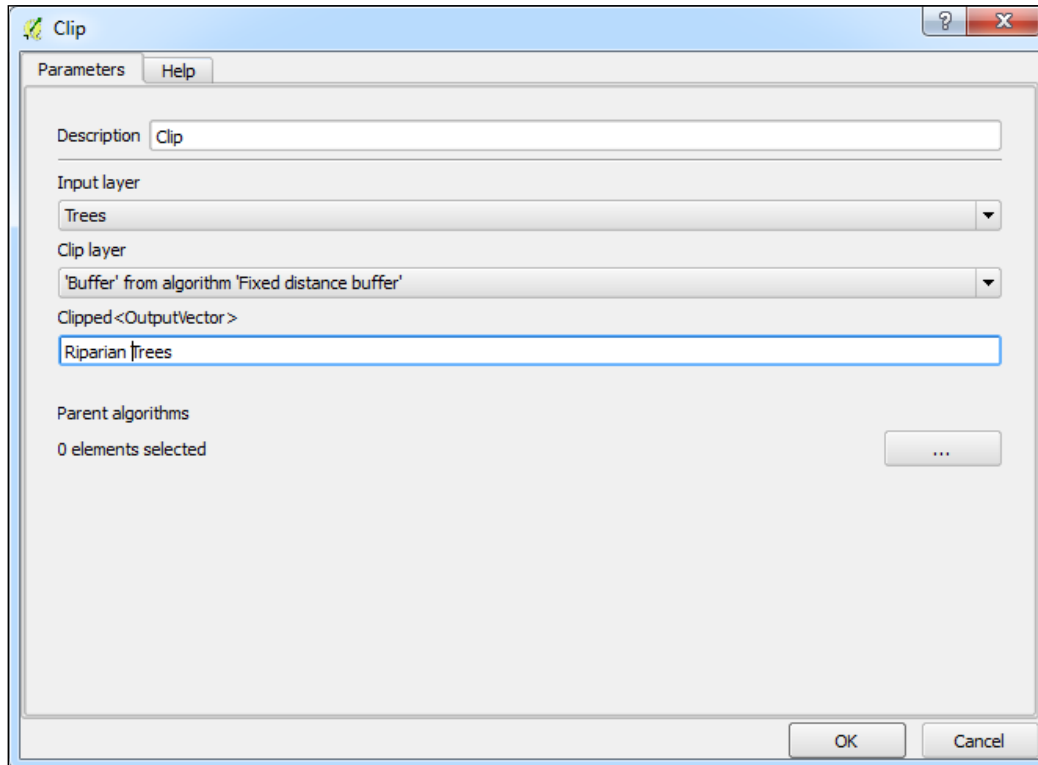 Clip
Parameters Help
Description Clip
Input layer
Trees
Clip layer
'Buffer' from algorithm 'Fixed distance buffer'
Clipped<OutputVector>
Riparian Trees
Parent algorithms
0 elements selected ...
OK Cancel